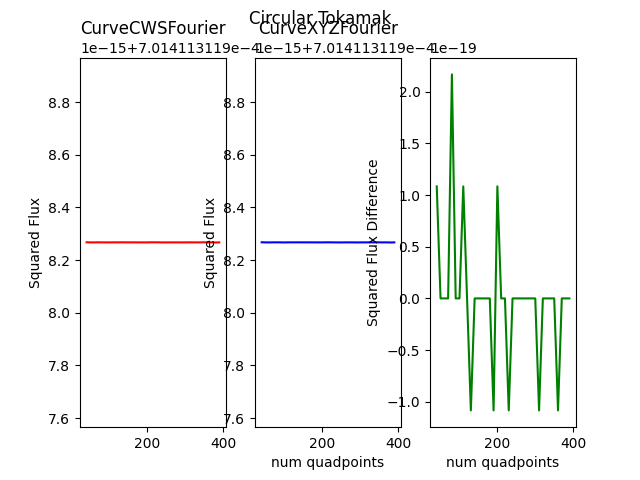 Circular Tokamak
CurveCWSFourier
CurveXYZFourier
1e−15+7.014113119e−4
1e−15+7.014113119e−4
1e−19
8.8
8.6
8.4
8.2
8.0
7.8
7.6
Squared Flux
200
400
8.8
8.6
8.4
8.2
8.0
7.8
7.6
Squared Flux
200
400
num quadpoints
2.0
1.5
1.0
0.5
0.0
−0.5
−1.0
Squared Flux Difference
200
400
num quadpoints